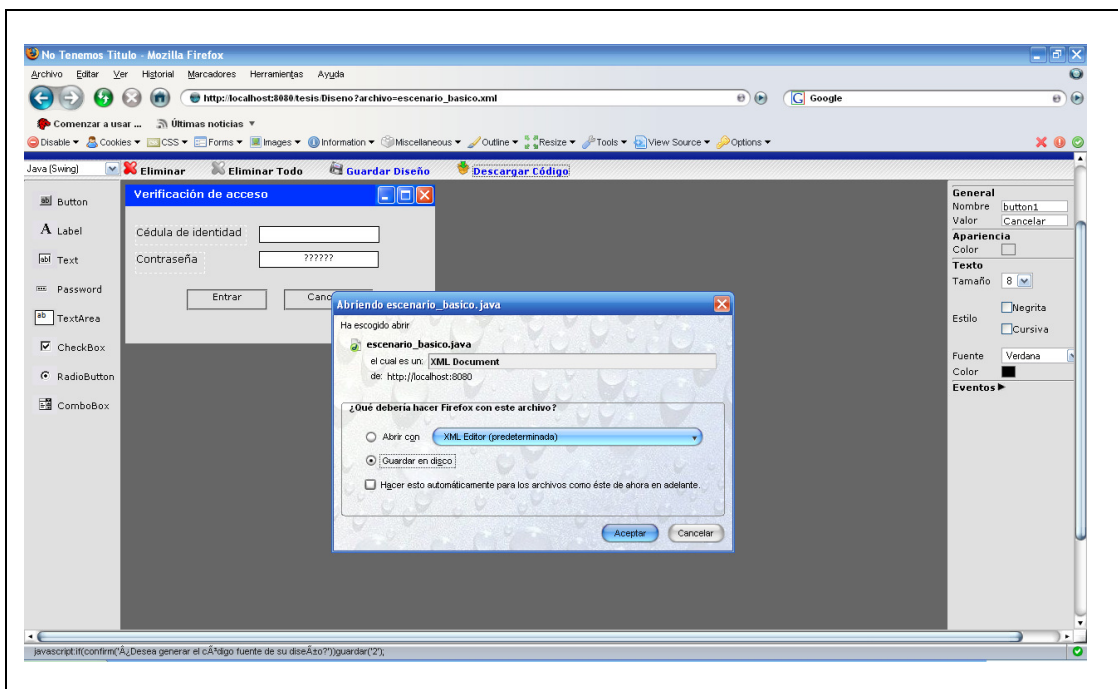 No Tenemos Titulo - Mozilla Firefox
Archivo Editar Ver Historial Marcadores Herramientas Ayuda
http://localhost:8080/tesis/Diseno?archivo=escenario_basico.xml
Google
Comenzar a usar ... Últimas noticias
Disable Cookies CSS Forms Images Information Miscellaneous Outline Resize Tools View Source Options
Java (Swing) Eliminar Eliminar Todo Guardar Diseño Descargar Código
Button
Label
Text
Password
TextArea
CheckBox
RadioButton
ComboBox
Verificación de acceso
Cédula de identidad
Contraseña ??????
Entrar Canc
Abriendo escenario_basico.java
Ha escogido abrir
escenario_basico.java
el cual es un: XML Document
de: http://localhost:8080
¿Qué debería hacer Firefox con este archivo?
Abrir con XML Editor (predeterminada)
Guardar en disco
Hacer esto automáticamente para los archivos como éste de ahora en adelante.
Aceptar Cancelar
General
Nombre button1
Valor Cancelar
Apariencia
Color
Texto
Tamaño 8
Estilo Negrita
Cursiva
Fuente Verdana
Color
Eventos
javascript:if(confirm('Â¿Desea generar el cÃ³digo fuente de su diseÃ±o?'))guardar('2');